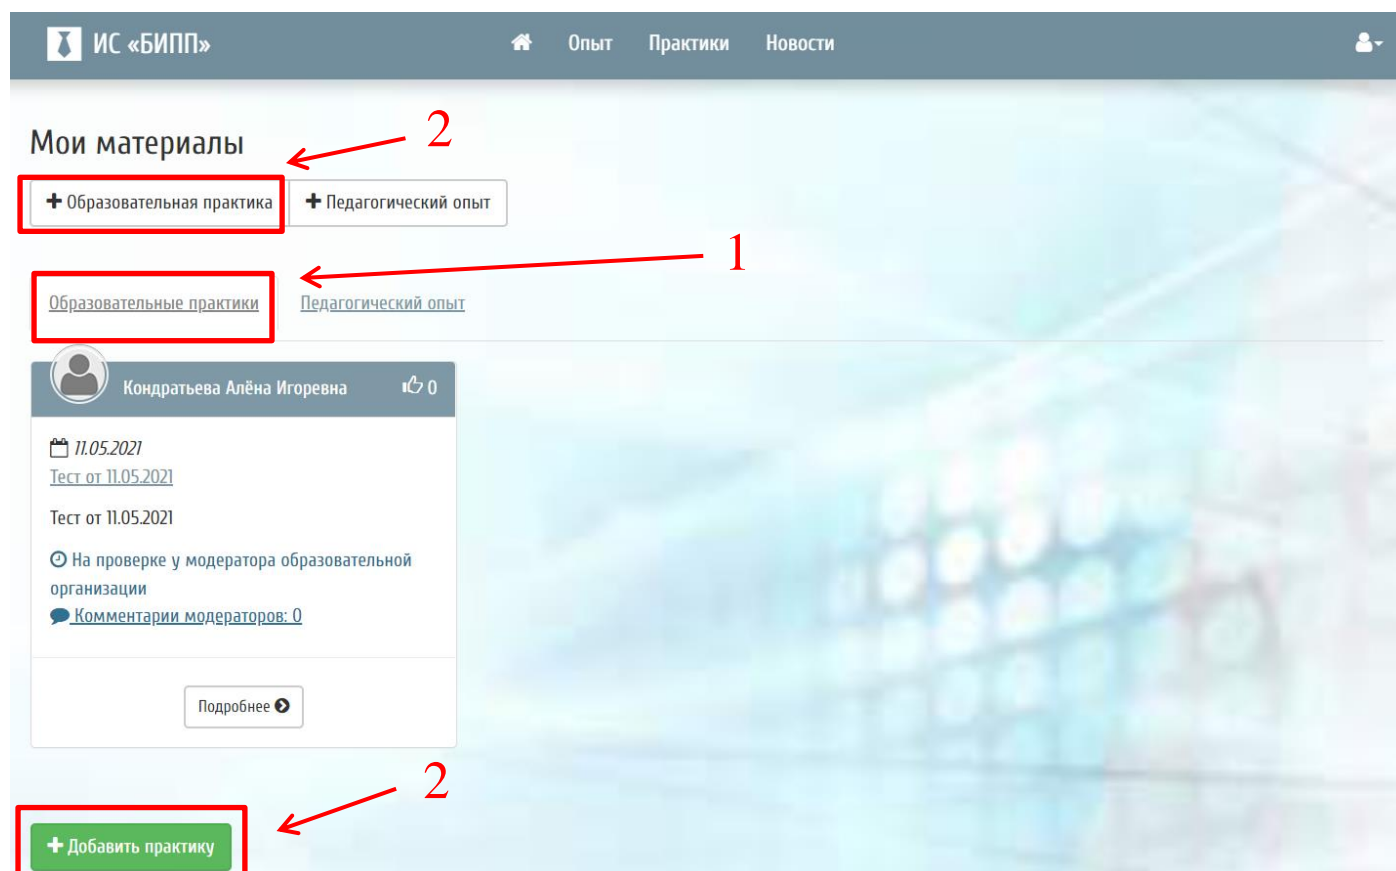 ИС «БИПП» Опыт Практики Новости
2
Мои материалы
+ Образовательная практика + Педагогический опыт
1
Образовательные практики Педагогический опыт
Кондратьева Алёна Игоревна 0
11.05.2021
Тест от 11.05.2021
Тест от 11.05.2021
На проверке у модератора образовательной
организации
Комментарии модераторов: 0
Подробнее
2
+ Добавить практику